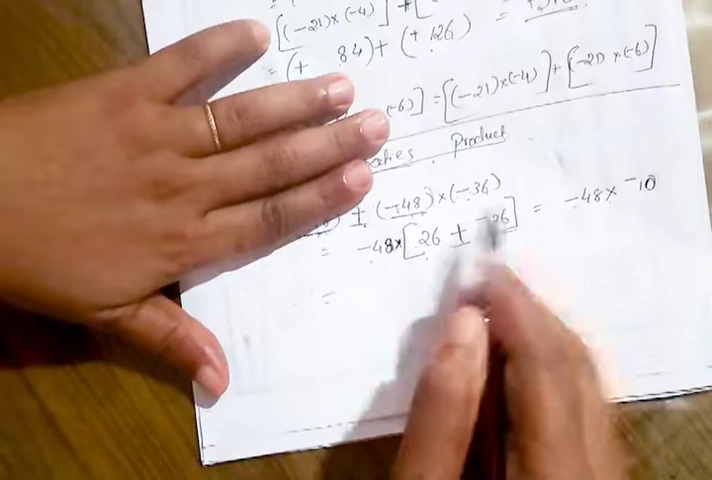 [(-21)×(-4)] + [
= (+ 84) + (+ 126) =
(-6)] = [(-21)×(-4)] + [(-21) ×(-6)]
Product
± (-48)×(-36)
= -48×[26 ± -26] = -48× -10
=